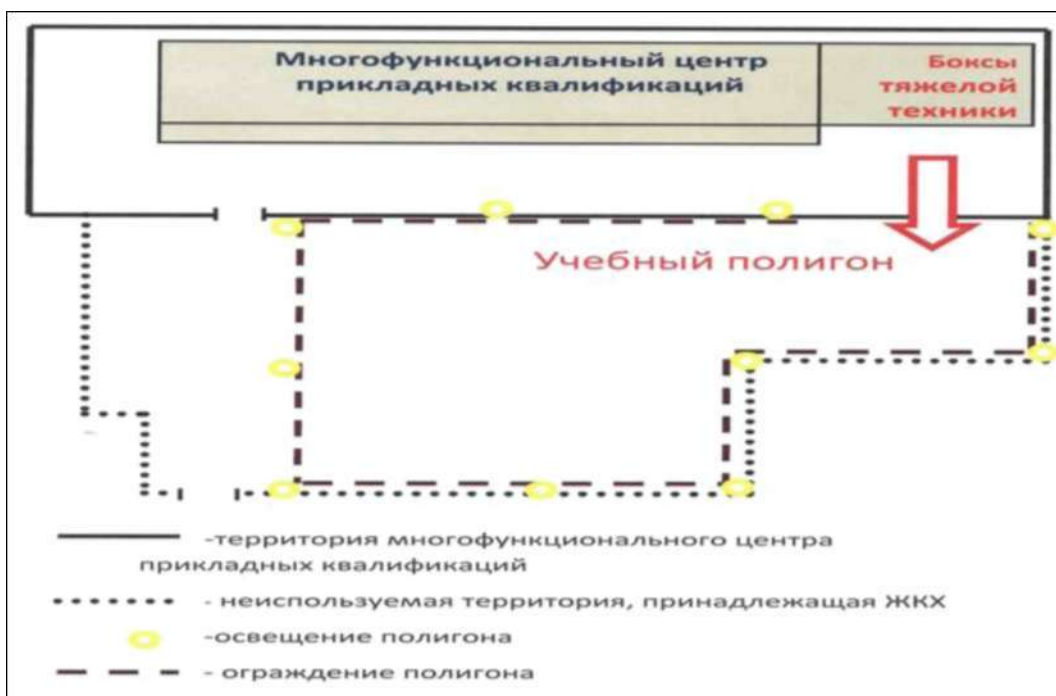 Многофункциональный центр
прикладных квалификаций
Боксы
тяжелой
техники
Учебный полигон
-территория многофункционального центра
прикладных квалификаций
- неиспользуемая территория, принадлежащая ЖКХ
-освещение полигона
- ограждение полигона